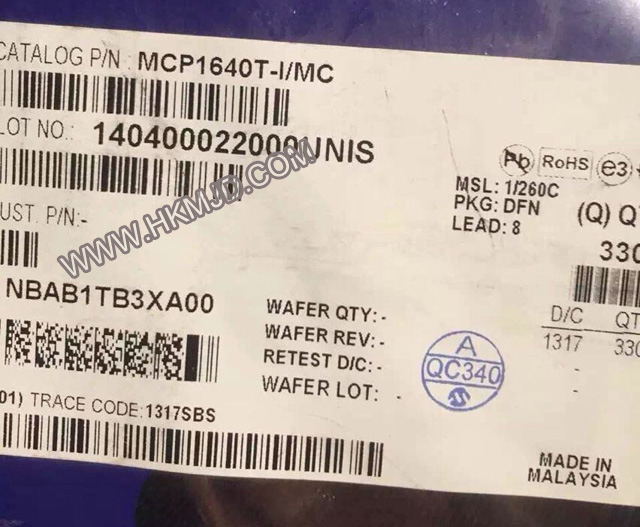 CATALOG P/N : MCP1640T-I/MC
LOT NO.: 140400022000UNIS
Pb RoHS e3
MSL: 1/260C
PKG: DFN
LEAD: 8
(Q) Q
330
UST. P/N:-
WWW.HKMJD.COM
NBAB1TB3XA00
WAFER QTY:-
WAFER REV:-
RETEST D/C:-
WAFER LOT: -
D/C QT
1317 330
-
-
A
QC340
01) TRACE CODE:1317SBS
MADE IN
MALAYSIA